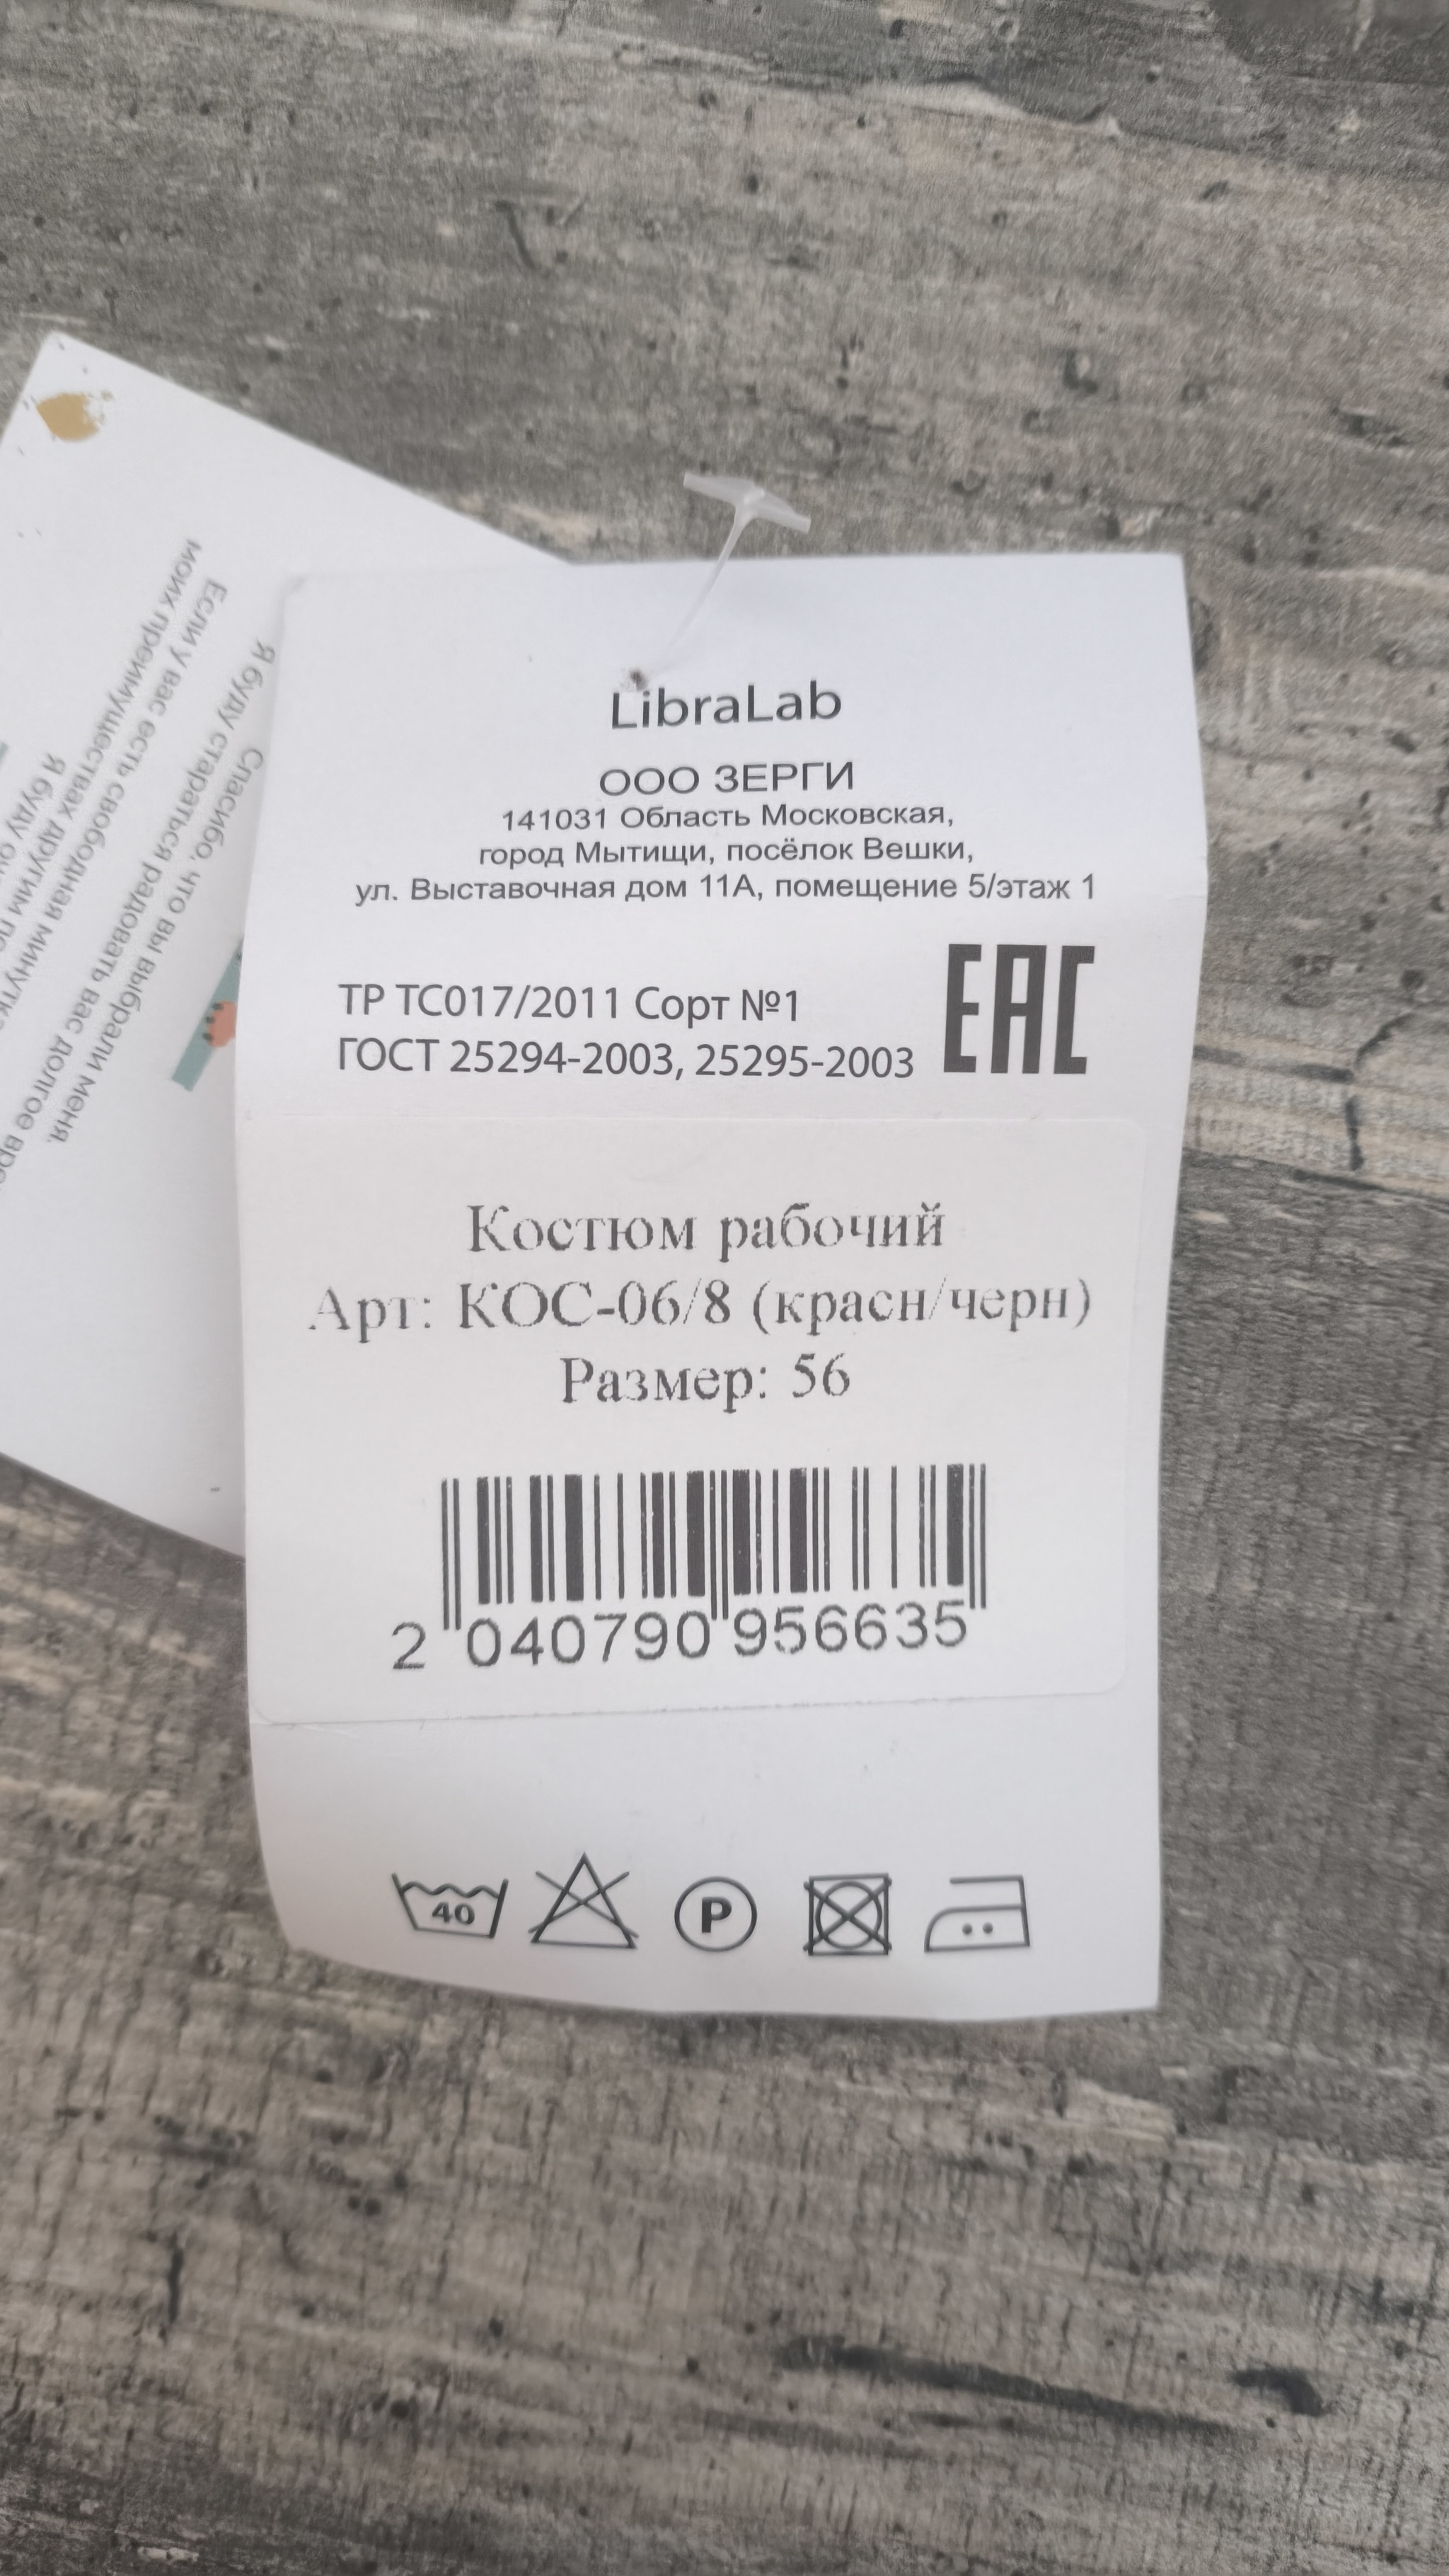 LibraLab
ООО ЗЕРГИ
141031 Область Московская,
город Мытищи, посёлок Вешки,
ул. Выставочная дом 11А, помещение 5/этаж 1
ТР ТС017/2011 Сорт №1
ГОСТ 25294-2003, 25295-2003
EAC
Костюм рабочий
Арт: КОС-06/8 (красн/черн)
Размер: 56
2 040790 956635
40
P
Спасибо, что вы выбрали меня.
Я буду стараться радовать вас долгое
Если у вас есть свободная
моих преимуществах другим
Я буду